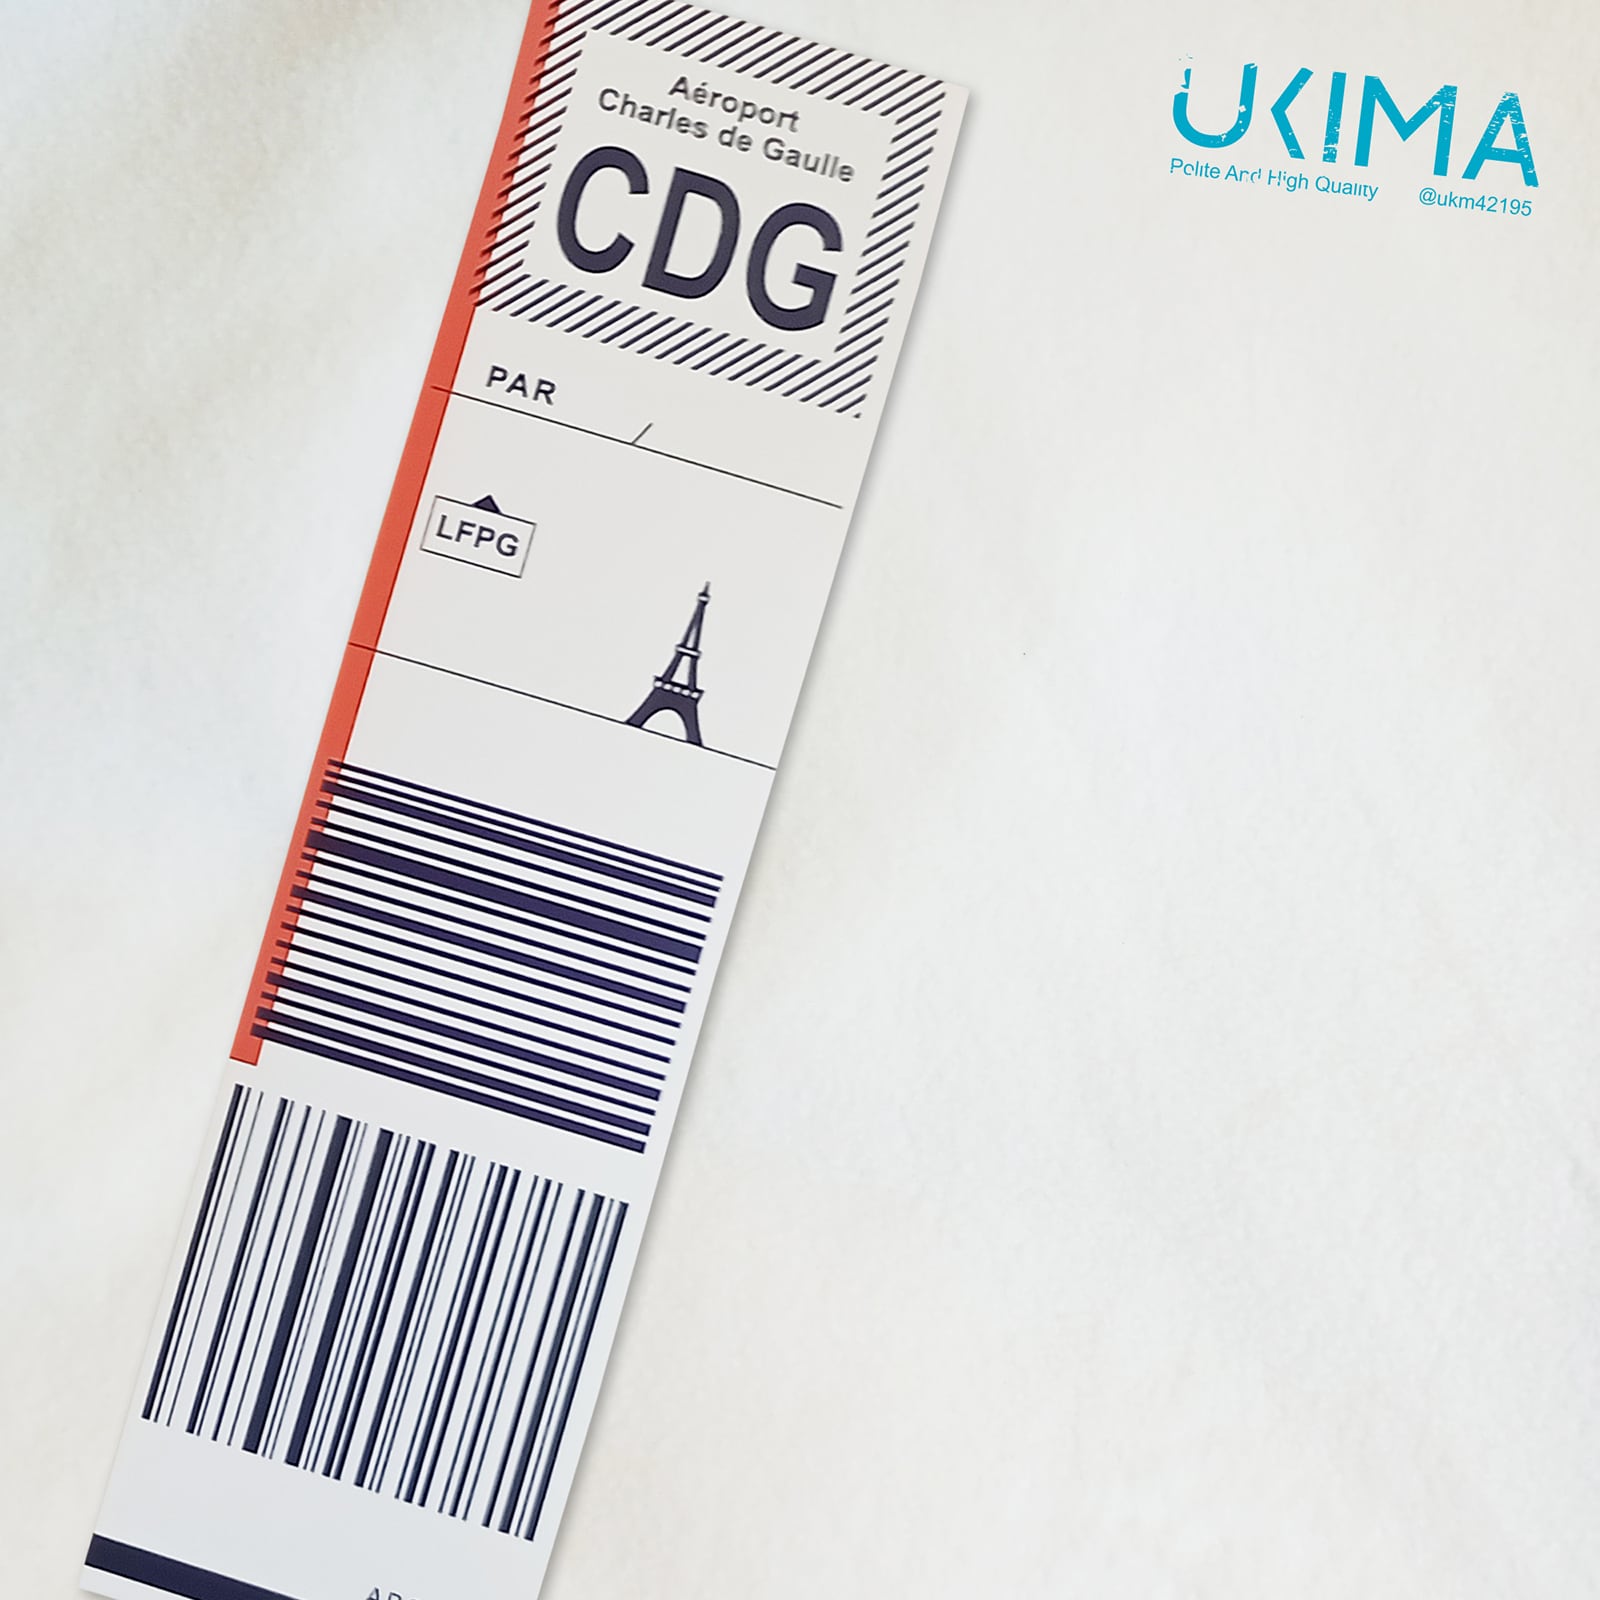 Aéroport
Charles de Gaulle
CDG
PAR /
LFPG
UKIMA
Polite And High Quality @ukm42195